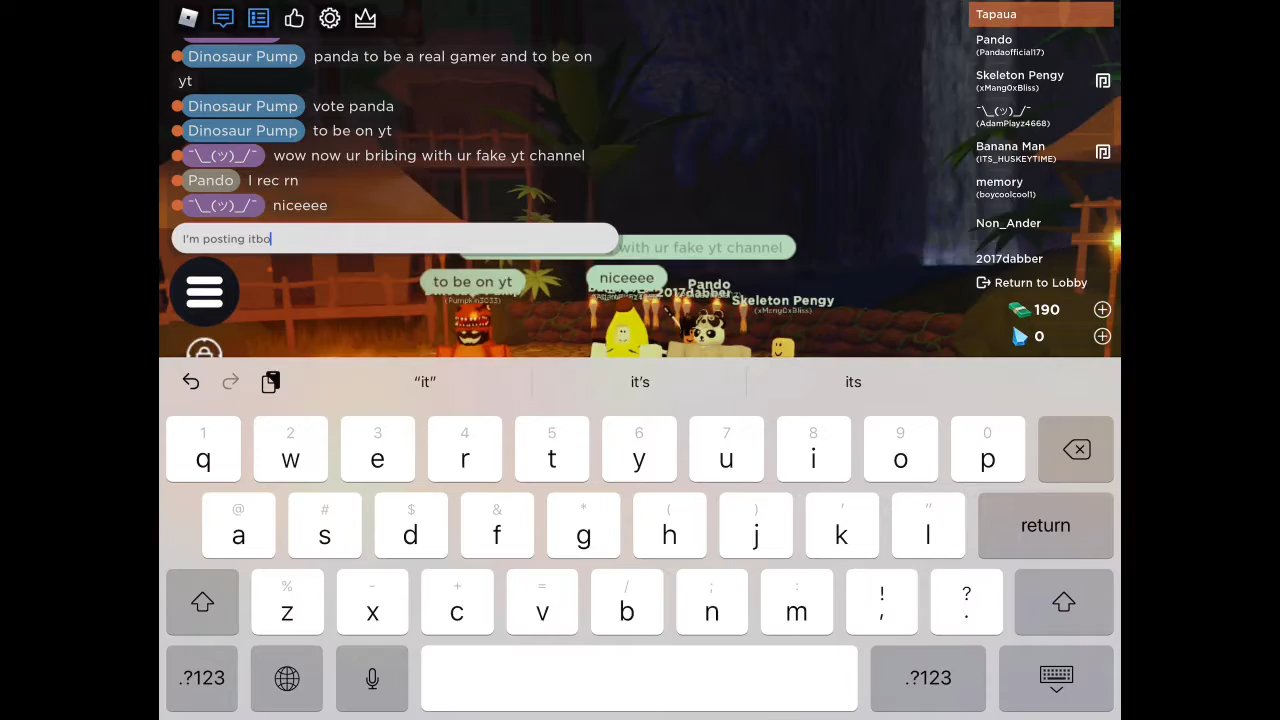 Dinosaur Pump panda to be a real gamer and to be on
yt
Dinosaur Pump vote panda
Dinosaur Pump to be on yt
¯\_(ツ)_/¯ wow now ur bribing with ur fake yt channel
Pando I rec rn
¯\_(ツ)_/¯ niceeee
I'm posting itbo
with ur fake yt channel
to be on yt
niceeee
(Pumpkin3033)
2017dabber
Pando
Skeleton Pengy
(xMang0xBliss)
Tapaua
Pando
(Pandaofficial17)
Skeleton Pengy
(xMang0xBliss)
¯\_(ツ)_/¯
(AdamPlayz4668)
Banana Man
(ITS_HUSKEYTIME)
memory
(boycoolcool1)
Non_Ander
2017dabber
Return to Lobby
190
0
“it” it’s its
1 2 3 4 5 6 7 8 9 0
q w e r t y u i o p
@ # $ & * ( ) ' "
a s d f g h j k l return
% - + = / ; : ! ?
z x c v b n m , .
.?123 .?123